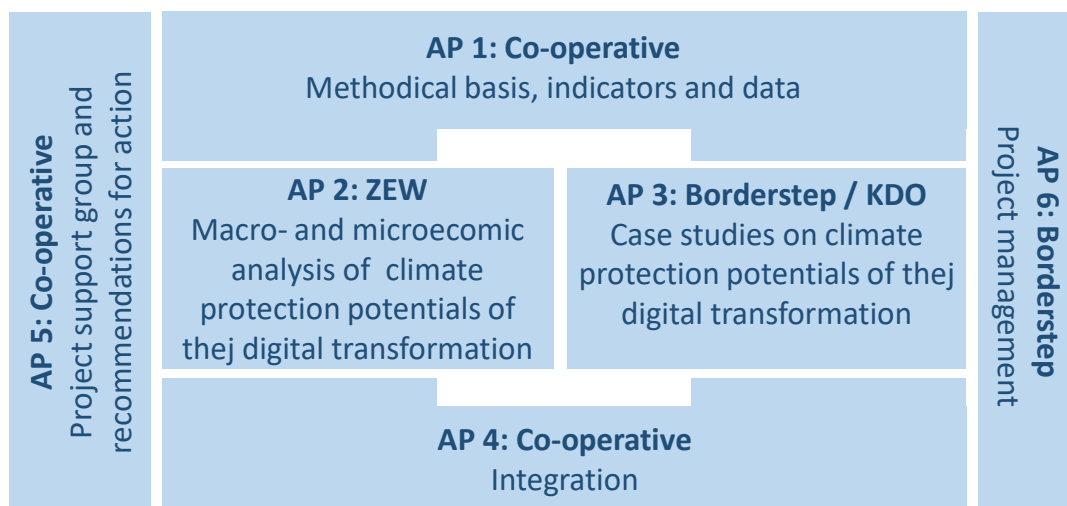 AP 5: Co-operative
Project support group and
recommendations for action
AP 1: Co-operative
Methodical basis, indicators and data
AP 2: ZEW
Macro- and microecomic
analysis of climate
protection potentials of
thej digital transformation
AP 3: Borderstep / KDO
Case studies on climate
protection potentials of thej
digital transformation
AP 4: Co-operative
Integration
AP 6: Borderstep
Project management